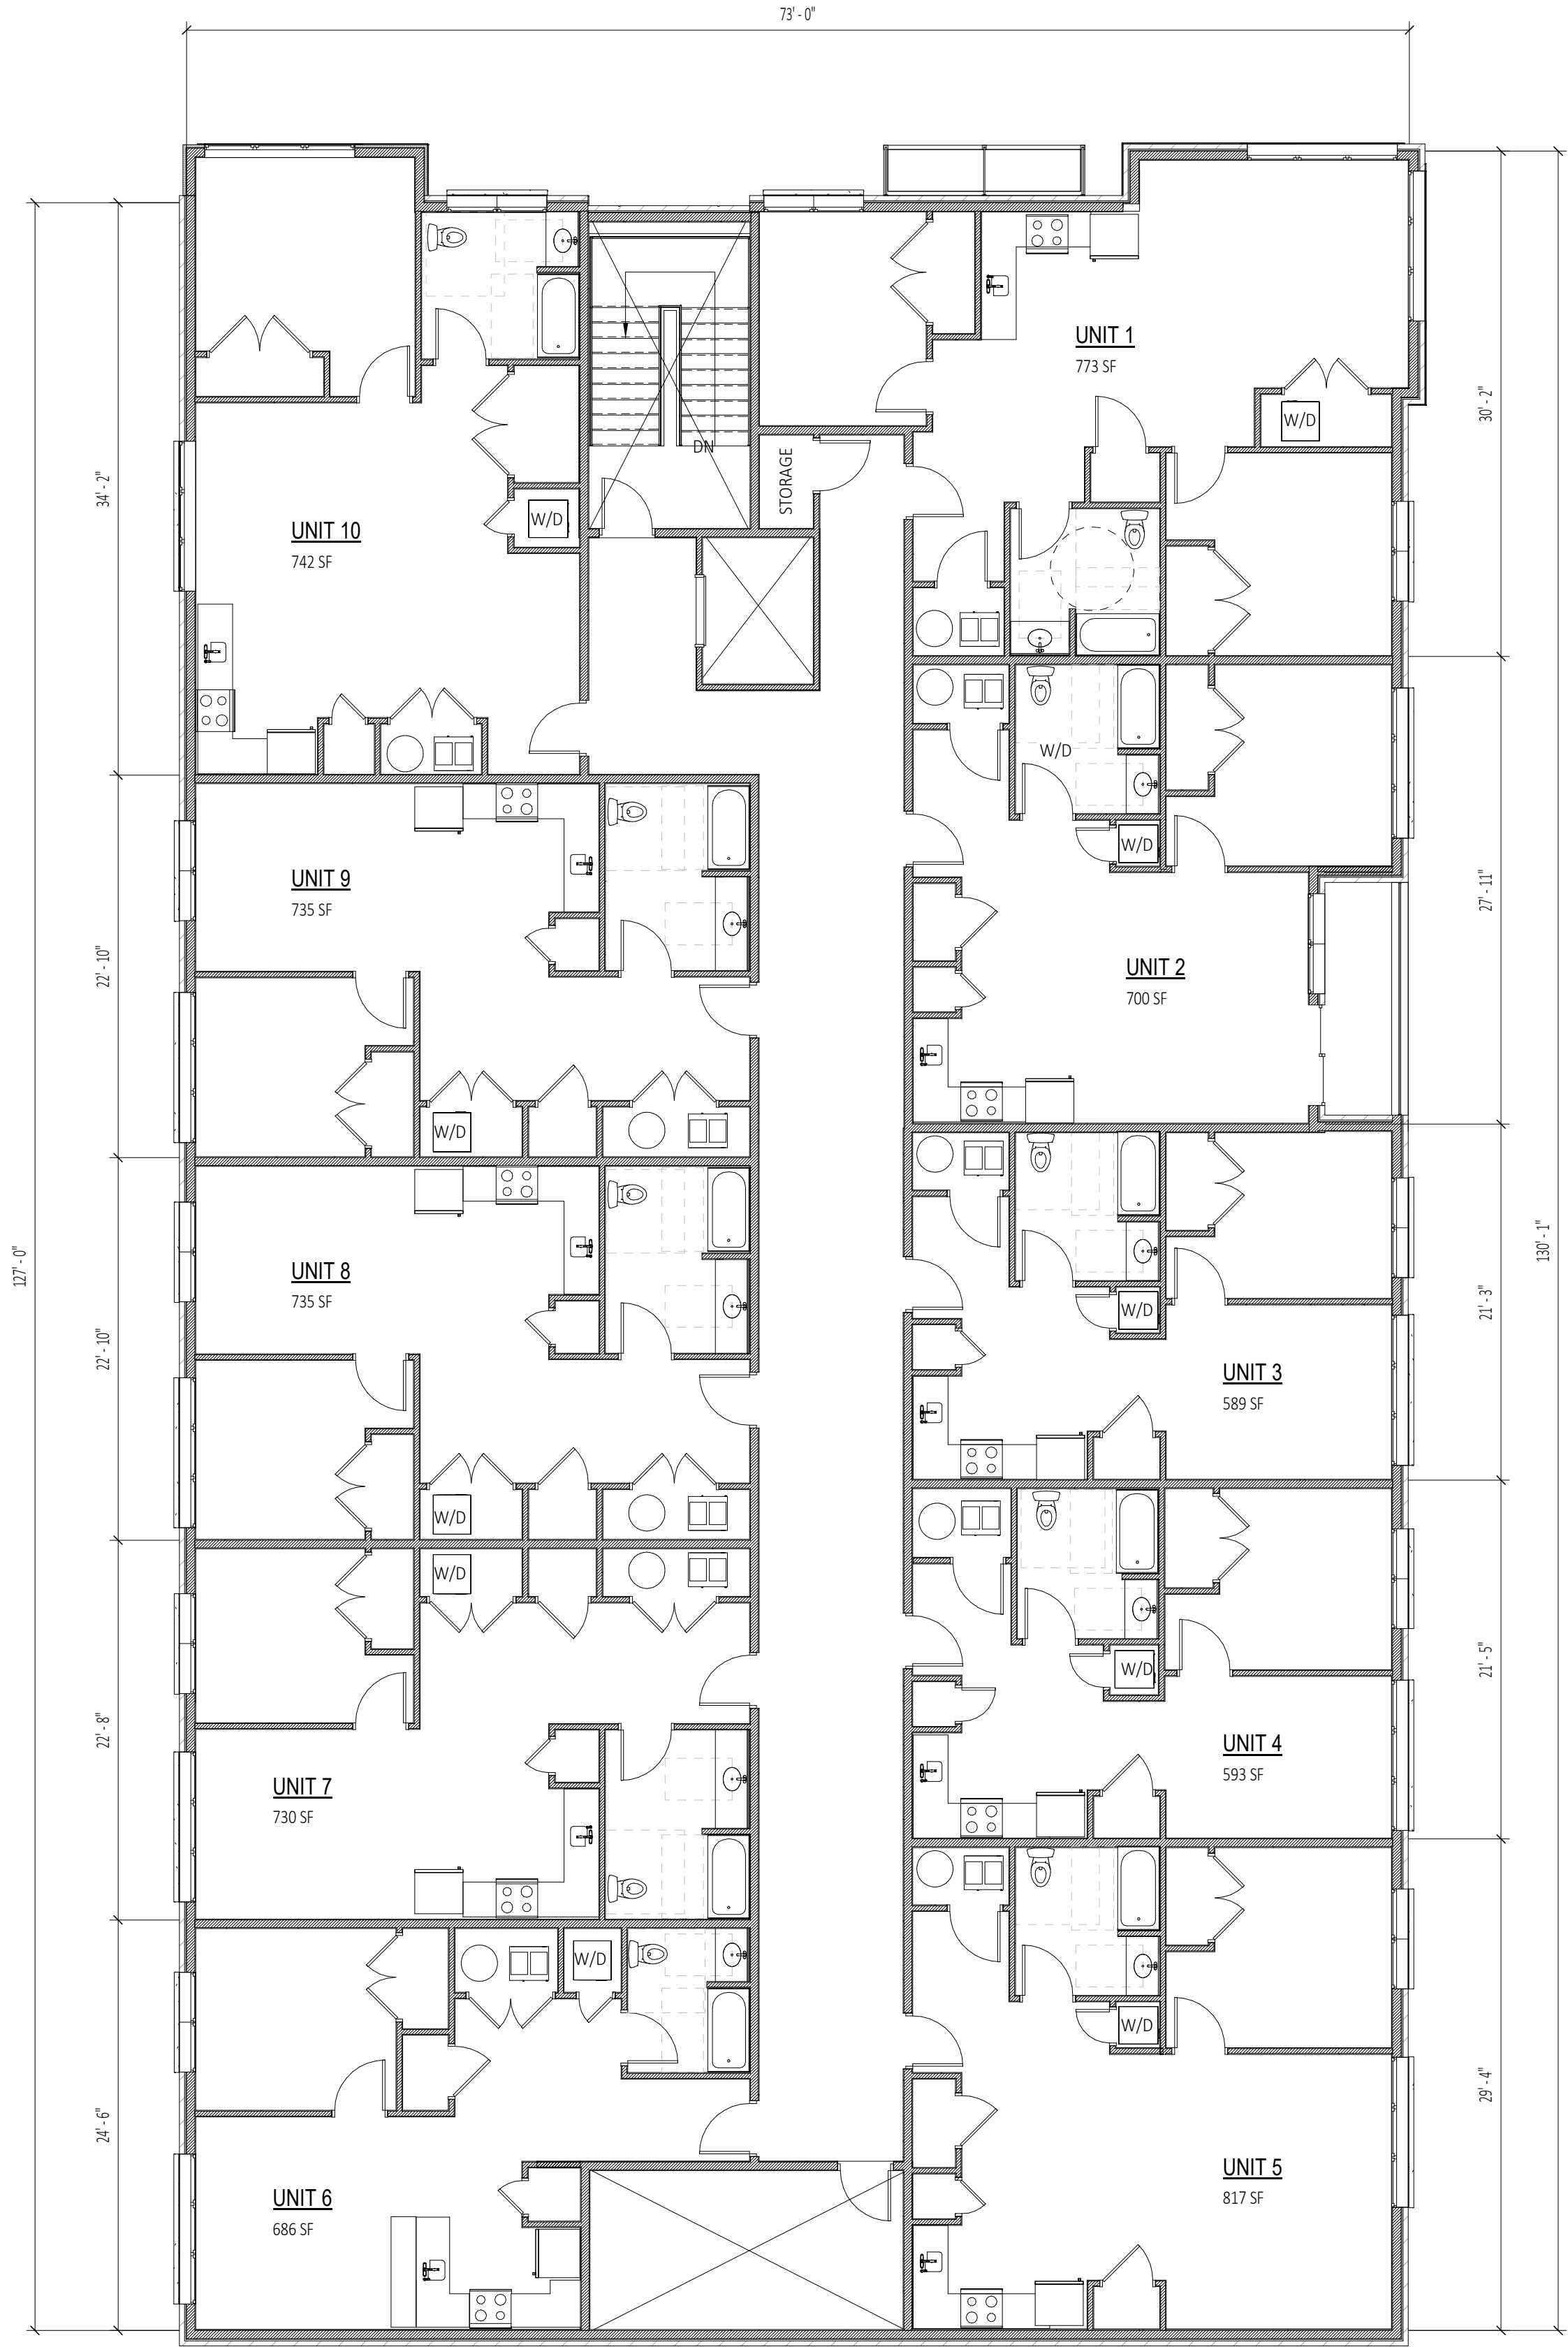 73' - 0"
UNIT 1
773 SF
30' - 2"
W/D
DN
STORAGE
34' - 2"
UNIT 10
742 SF
W/D
W/D
W/D
UNIT 9
735 SF
27' - 11"
22' - 10"
UNIT 2
700 SF
W/D
127' - 0"
130' - 1"
UNIT 8
735 SF
W/D
21' - 3"
22' - 10"
UNIT 3
589 SF
W/D
W/D
21' - 5"
W/D
22' - 8"
UNIT 4
593 SF
UNIT 7
730 SF
W/D
W/D
29' - 4"
24' - 6"
UNIT 5
817 SF
UNIT 6
686 SF